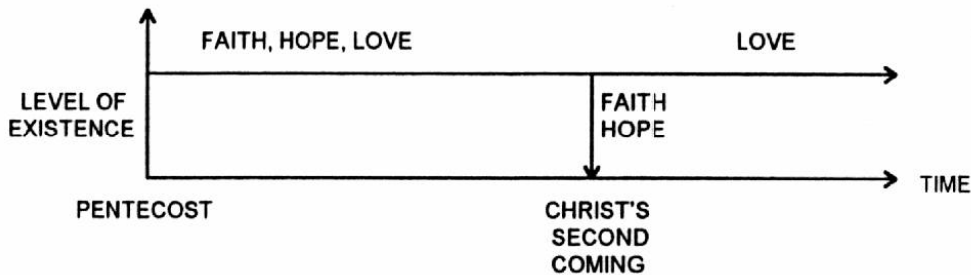 FAITH, HOPE, LOVE
LOVE
LEVEL OF
EXISTENCE
FAITH
HOPE
TIME
PENTECOST
CHRIST'S
SECOND
COMING